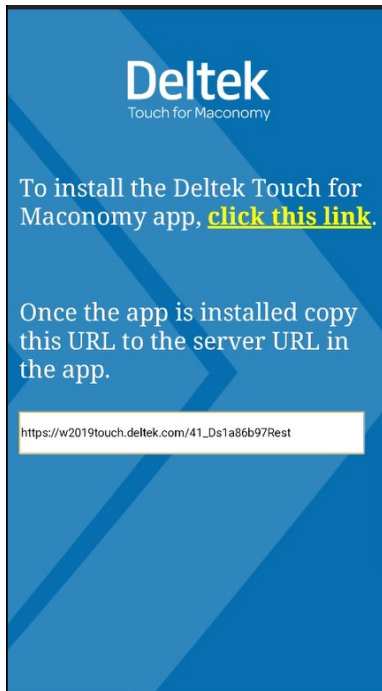 Deltek
Touch for Maconomy
To install the Deltek Touch for
Maconomy app, click this link.
Once the app is installed copy
this URL to the server URL in
the app.
https://w2019touch.deltek.com/41_Ds1a86b97Rest